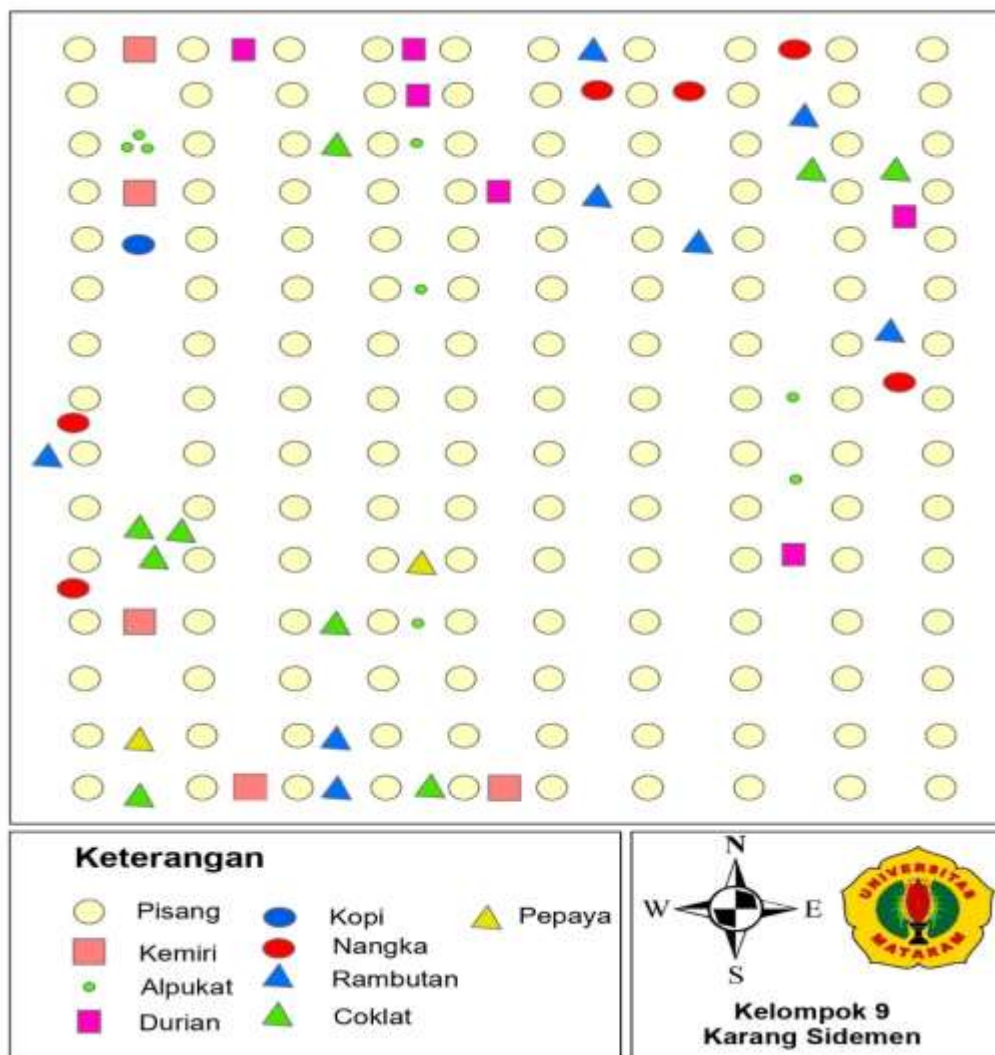 Keterangan
Pisang
Kemiri
Alpukat
Durian
Kopi
Nangka
Rambutan
Coklat
Pepaya
N
W
E
S
UNIVERSITAS
MATARAM
Kelompok 9
Karang Sidemen